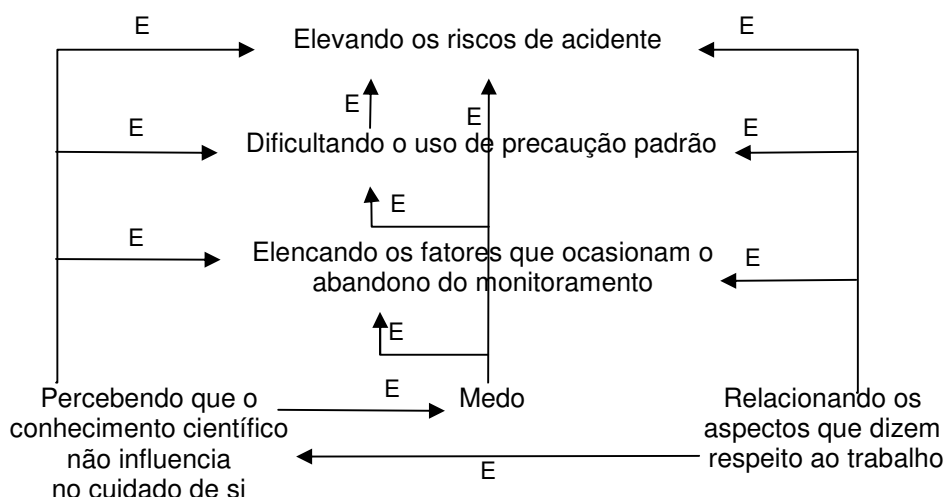 E
Elevando os riscos de acidente
E
E
E
E
Dificultando o uso de precaução padrão
E
E
E
Elencando os fatores que ocasionam o
abandono do monitoramento
E
E
Percebendo que o
conhecimento científico
não influencia
no cuidado de si
E
Medo
Relacionando os
aspectos que dizem
respeito ao trabalho
E